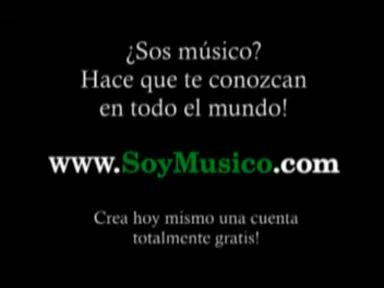 ¿Sos músico?
Hace que te conozcan
en todo el mundo!
www.SoyMusico.com
Crea hoy mismo una cuenta
totalmente gratis!